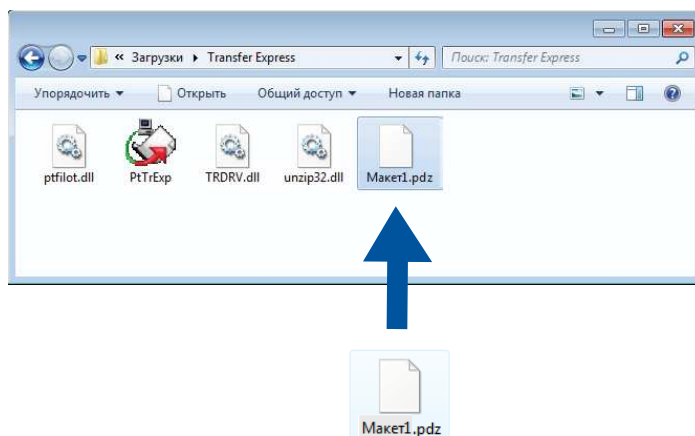 « Загрузки Transfer Express Поиск: Transfer Express
Упорядочить Открыть Общий доступ Новая папка
ptfilot.dll PtTrExp TRDRV.dll unzip32.dll Макет1.pdz
Макет1.pdz